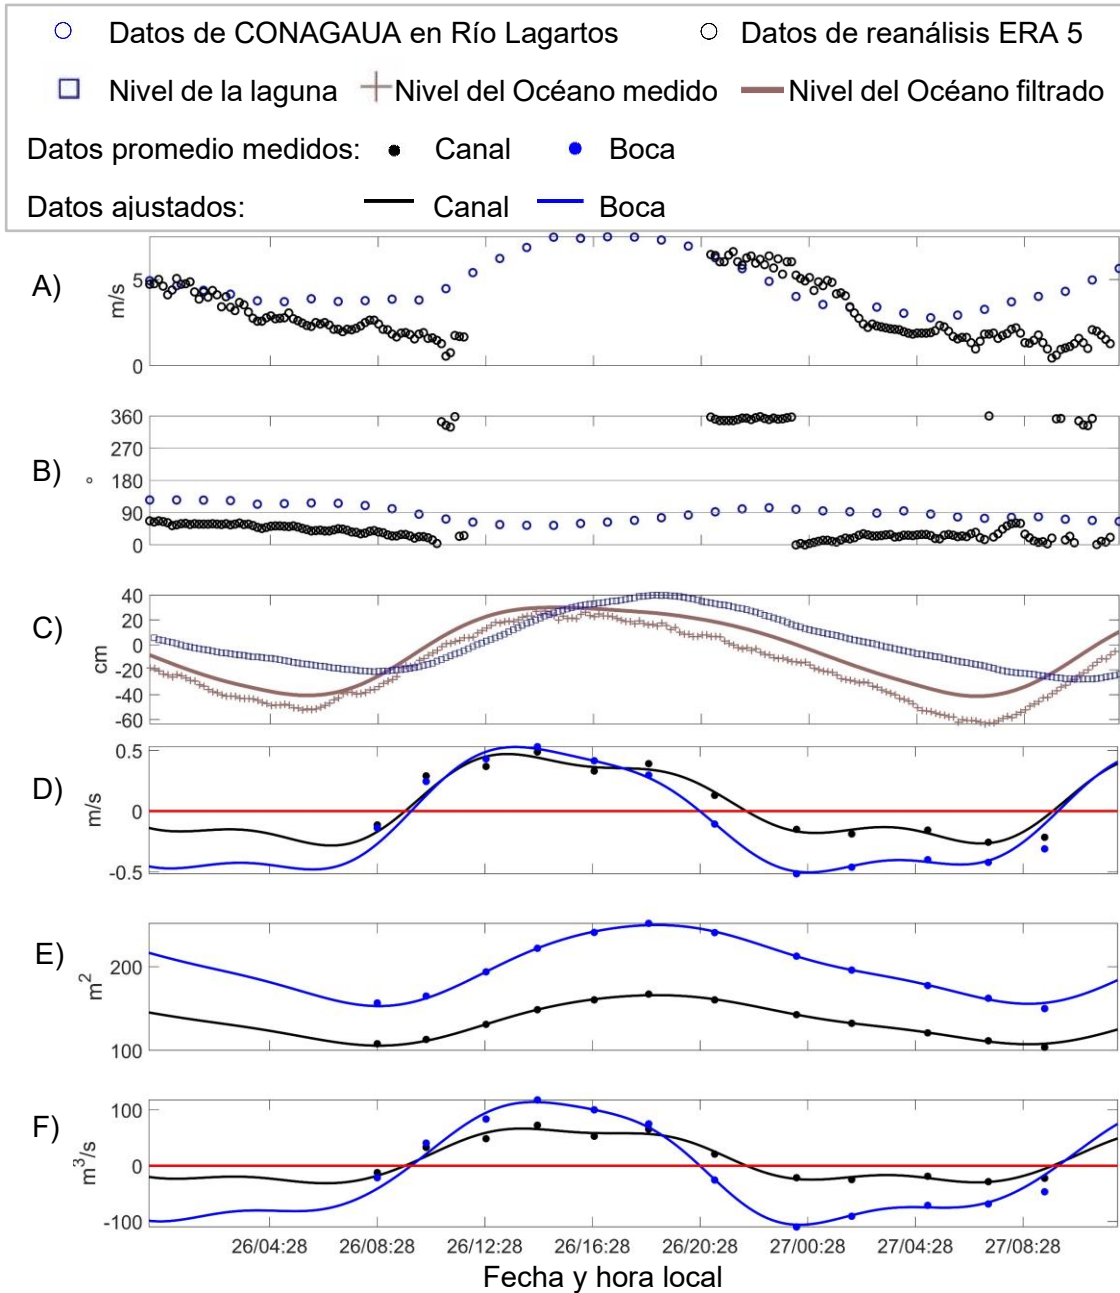 Datos de CONAGAUA en Río Lagartos Datos de reanálisis ERA 5
Nivel de la laguna Nivel del Océano medido Nivel del Océano filtrado
Datos promedio medidos: Canal Boca
Datos ajustados: Canal Boca
A)
m/s
5
0
B)
°
360
270
180
90
0
C)
cm
40
20
0
-20
-40
-60
D)
m/s
0.5
0
-0.5
E)
m2
200
100
F)
m3/s
100
0
-100
26/04:28 26/08:28 26/12:28 26/16:28 26/20:28 27/00:28 27/04:28 27/08:28
Fecha y hora local